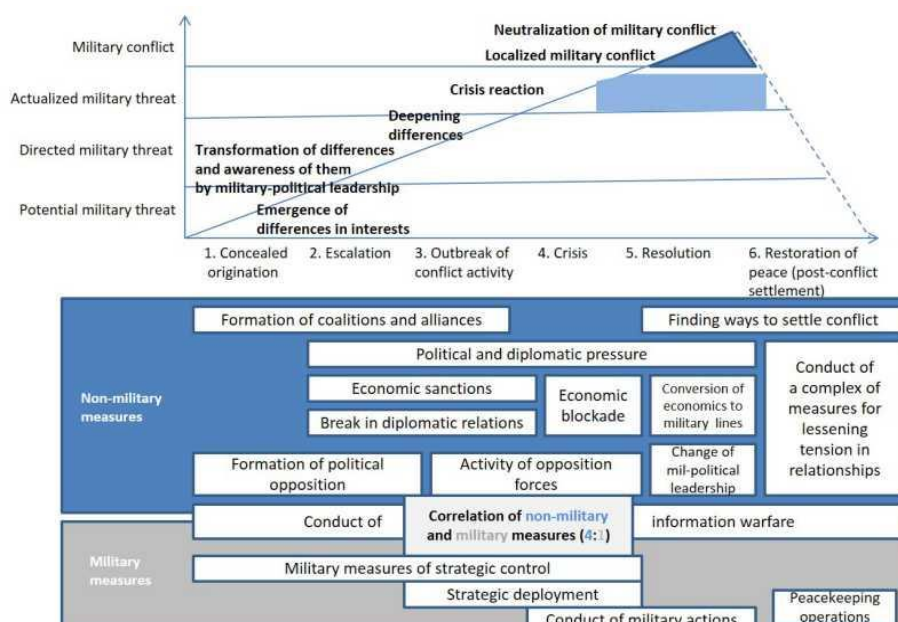 Neutralization of military conflict
Military conflict
Localized military conflict
Crisis reaction
Actualized military threat
Deepening
differences
Directed military threat
Transformation of differences
and awareness of them
by military-political leadership
Potential military threat
Emergence of
differences in interests
1. Concealed
origination
2. Escalation
3. Outbreak of
conflict activity
4. Crisis
5. Resolution
6. Restoration of
peace (post-conflict
settlement)
Non-military
measures
Formation of coalitions and alliances
Finding ways to settle conflict
Political and diplomatic pressure
Economic sanctions
Break in diplomatic relations
Economic
blockade
Conversion of
economics to
military lines
Conduct of
a complex of
measures for
lessening
tension in
relationships
Formation of political
opposition
Activity of opposition
forces
Change of
mil-political
leadership
Conduct of
information warfare
Correlation of non-military
and military measures (4:1)
Military
measures
Military measures of strategic control
Strategic deployment
Conduct of military actions
Peacekeeping
operations